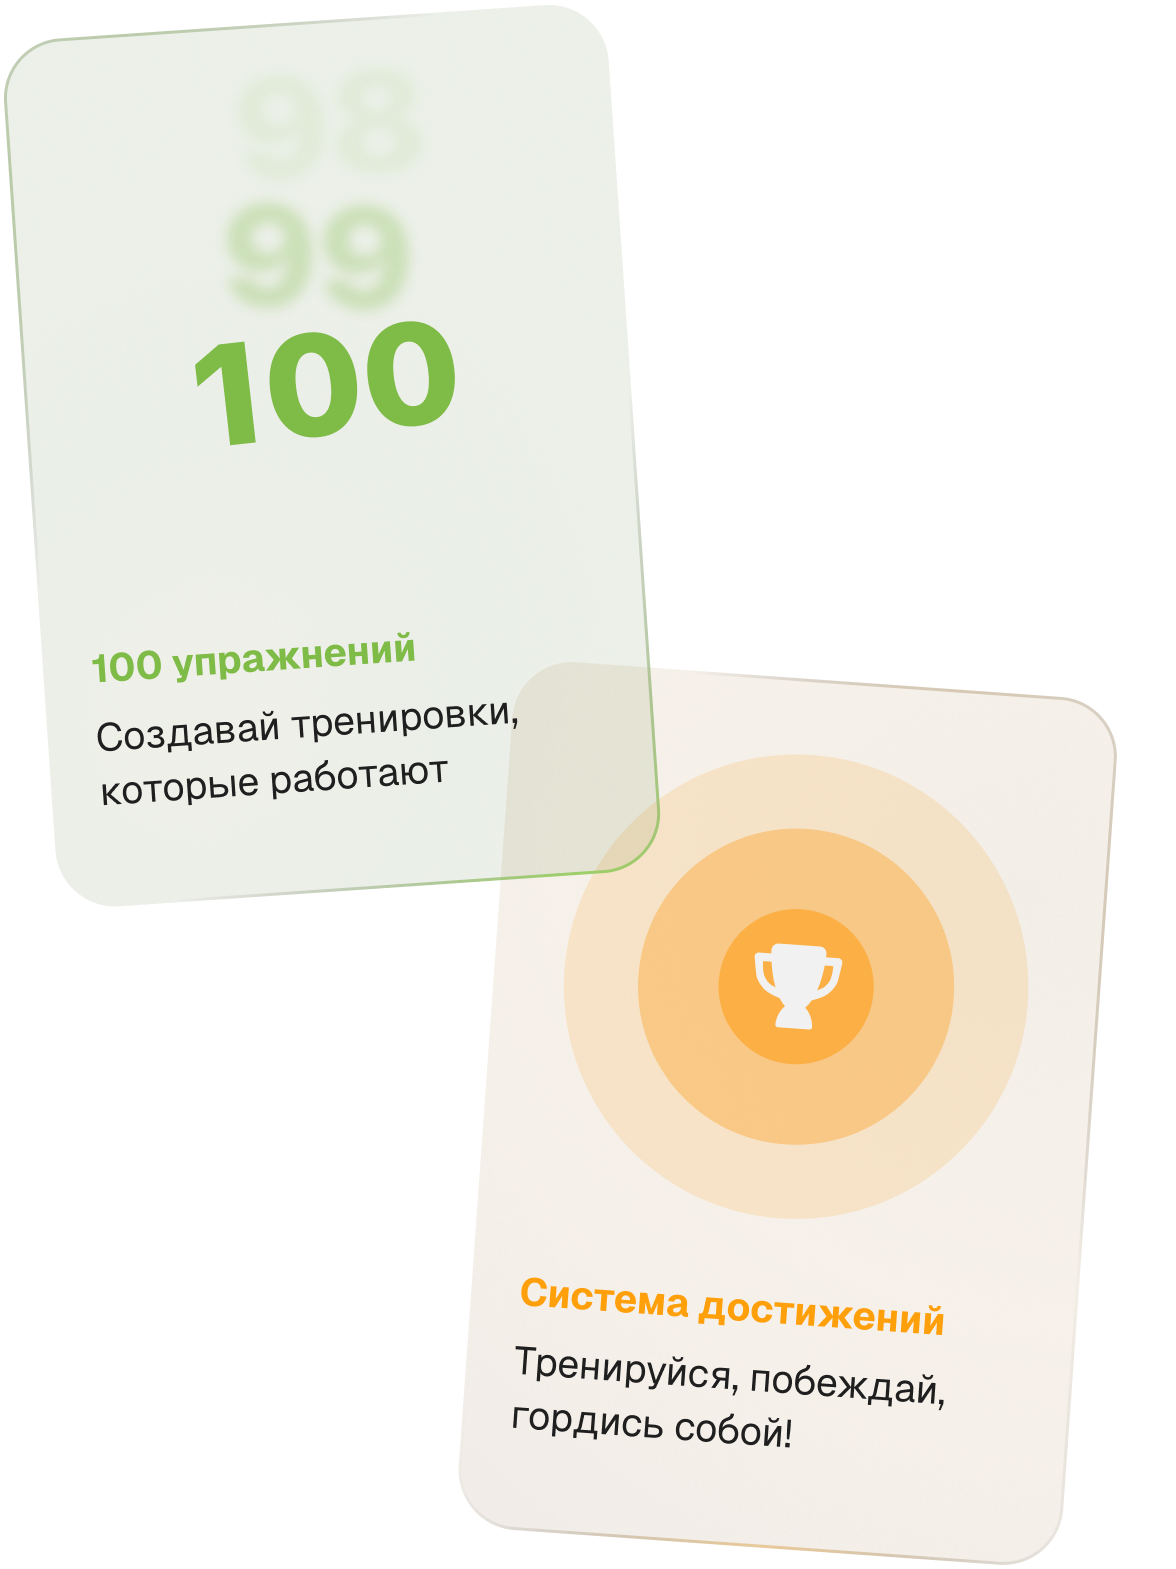 98
99
100
100 упражнений
Создавай тренировки,
которые работают
Система достижений
Тренируйся, побеждай,
гордись собой!